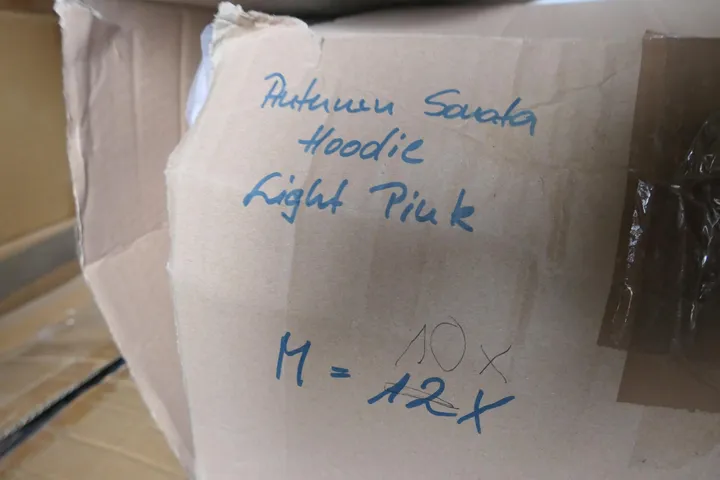 Autumn Sonata
Hoodie
Light Pink
10x
M = 12x